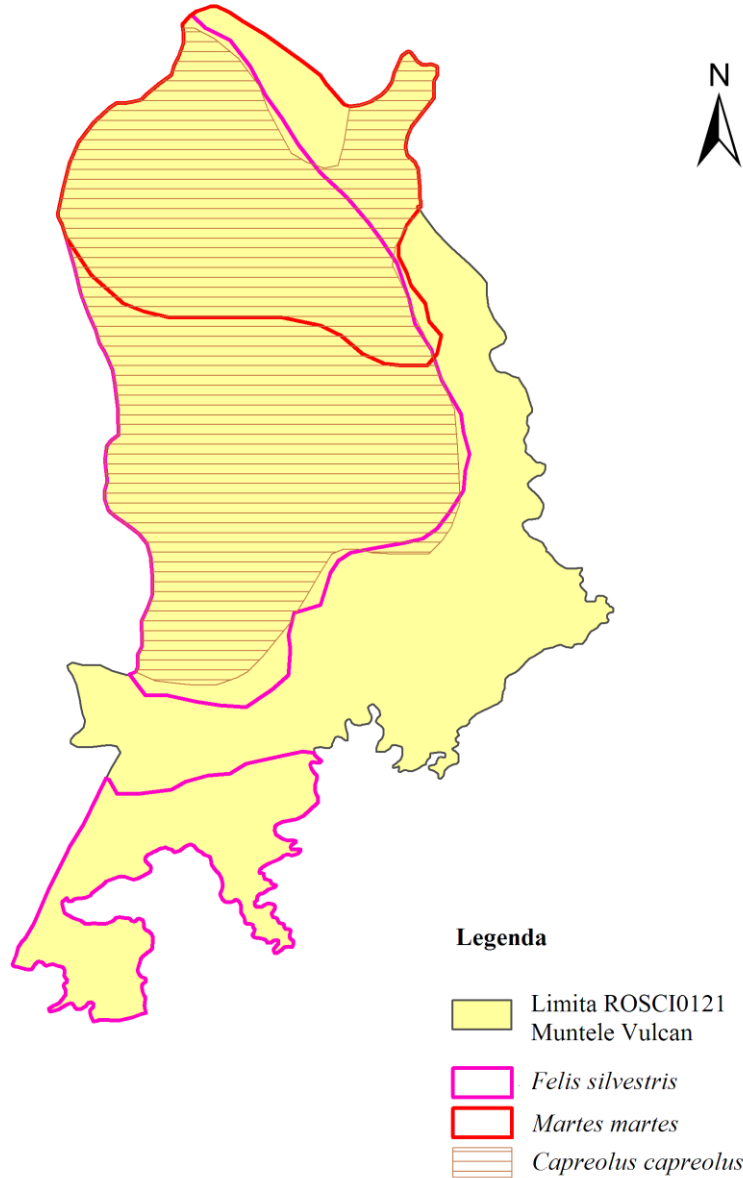 N
Legenda
Limita ROSCI0121
Muntele Vulcan
Felis silvestris
Martes martes
Capreolus capreolus